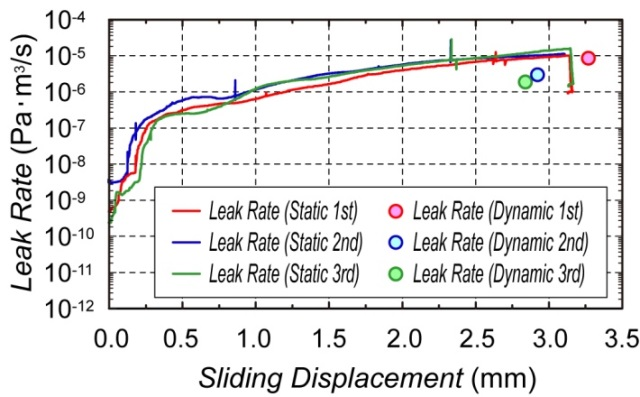 Leak Rate (Pa·m³/s)
10⁻⁵
10⁻⁵
10⁻⁶
10⁻⁷
10⁻⁸
10⁻⁹
10⁻¹⁰
10⁻¹¹
10⁻¹²
Leak Rate (Static 1st)
Leak Rate (Dynamic 1st)
Leak Rate (Static 2nd)
Leak Rate (Dynamic 2nd)
Leak Rate (Static 3rd)
Leak Rate (Dynamic 3rd)
0.0 0.5 1.0 1.5 2.0 2.5 3.0 3.5
Sliding Displacement (mm)